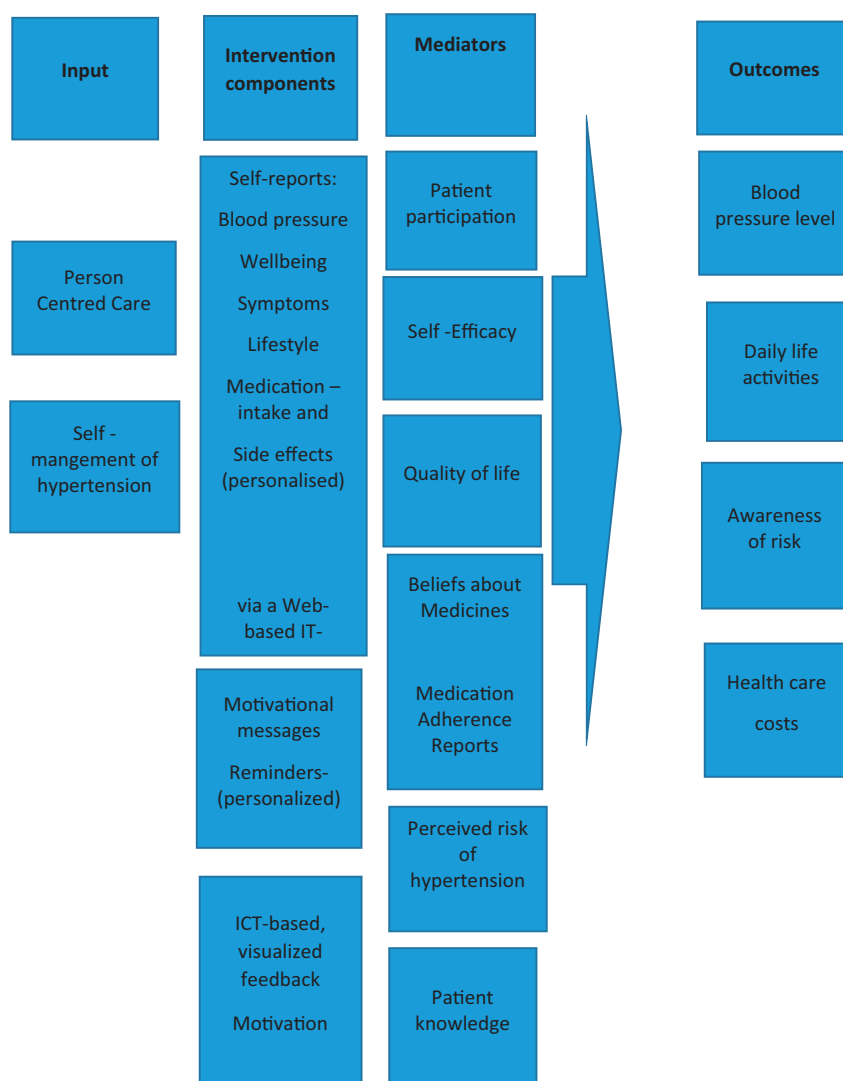 Input
Person
Centred Care
Self -
mangement of
hypertension
Intervention
components
Self-reports:
Blood pressure
Wellbeing
Symptoms
Lifestyle
Medication –
intake and
Side effects
(personalised)
via a Web-
based IT-
Motivational
messages
Reminders-
(personalized)
ICT-based,
visualized
feedback
Motivation
Mediators
Patient
participation
Self -Efficacy
Quality of life
Beliefs about
Medicines
Medication
Adherence
Reports
Perceived risk
of
hypertension
Patient
knowledge
Outcomes
Blood
pressure level
Daily life
activities
Awareness
of risk
Health care
costs